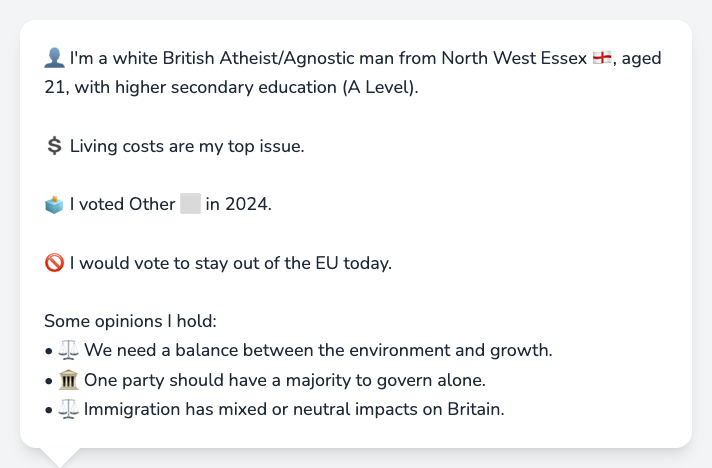 👤 I'm a white British Atheist/Agnostic man from North West Essex 🏴󠁧󠁢󠁥󠁮󠁧󠁿, aged
21, with higher secondary education (A Level).
💲 Living costs are my top issue.
🗳️ I voted Other ⬜ in 2024.
🚫 I would vote to stay out of the EU today.
Some opinions I hold:
• ⚖️ We need a balance between the environment and growth.
• 🏛️ One party should have a majority to govern alone.
• ⚖️ Immigration has mixed or neutral impacts on Britain.